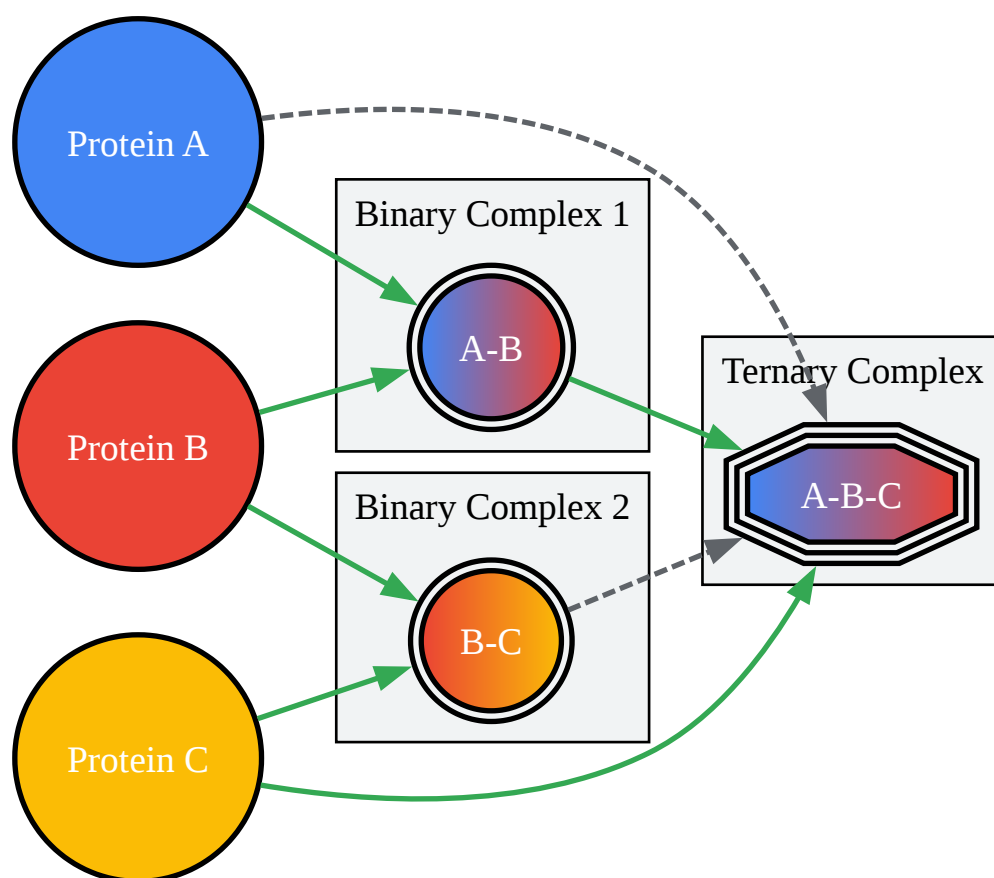 Protein A
Binary Complex 1
A-B
Ternary Complex
Protein B
A-B-C
Binary Complex 2
B-C
Protein C